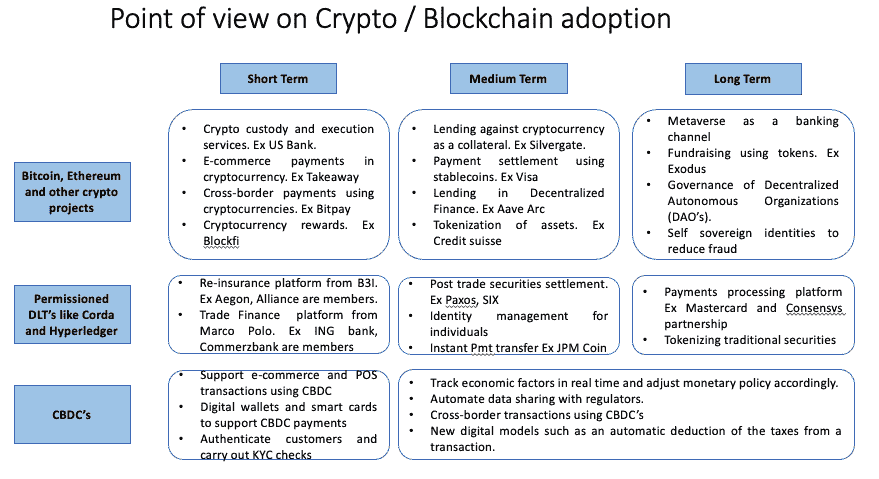 Point of view on Crypto / Blockchain adoption
Short Term
Medium Term
Long Term
Bitcoin, Ethereum
and other crypto
projects
• Crypto custody and execution
services. Ex US Bank.
• E-commerce payments in
cryptocurrency. Ex Takeaway
• Cross-border payments using
cryptocurrencies. Ex Bitpay
• Cryptocurrency rewards. Ex
Blockfi
• Lending against cryptocurrency
as a collateral. Ex Silvergate.
• Payment settlement using
stablecoins. Ex Visa
• Lending in Decentralized
Finance. Ex Aave Arc
• Tokenization of assets. Ex
Credit suisse
• Metaverse as a banking
channel
• Fundraising using tokens. Ex
Exodus
• Governance of Decentralized
Autonomous Organizations
(DAO's).
• Self sovereign identities to
reduce fraud
Permissioned
DLT's like Corda
and Hyperledger
• Re-insurance platform from B3I.
Ex Aegon, Alliance are members.
• Trade Finance platform from
Marco Polo. Ex ING bank,
Commerzbank are members
• Post trade securities settlement.
Ex Paxos, SIX
• Identity management for
individuals
• Instant Pmt transfer Ex JPM Coin
• Payments processing platform
Ex Mastercard and Consensys
partnership
• Tokenizing traditional securities
CBDC's
• Support e-commerce and POS
transactions using CBDC
• Digital wallets and smart cards
to support CBDC payments
• Authenticate customers and
carry out KYC checks
• Track economic factors in real time and adjust monetary policy accordingly.
• Automate data sharing with regulators.
• Cross-border transactions using CBDC's
• New digital models such as an automatic deduction of the taxes from a
transaction.